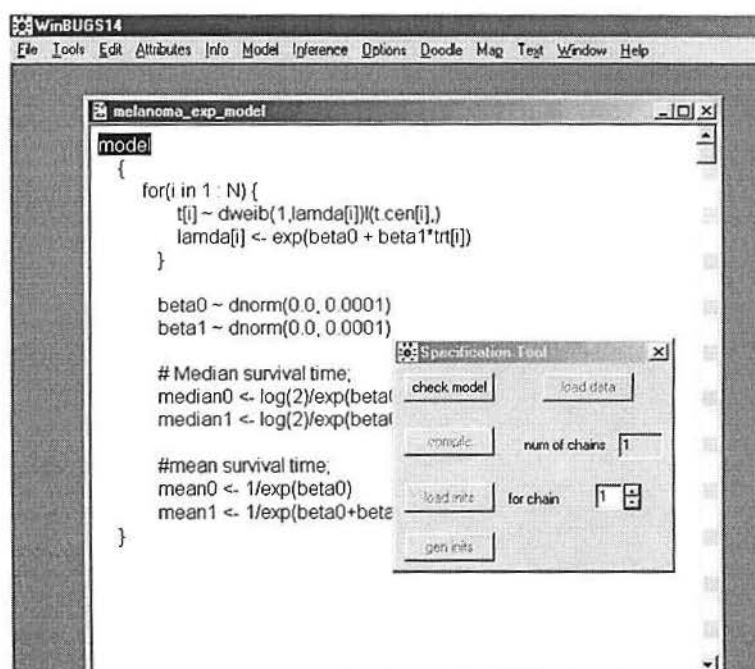 WinBUGS14
File Tools Edit Attributes Info Model Inference Options Doodle Map Text Window Help
melanoma_exp_model
model
{
for(i in 1 : N) {
t[i] ~ dweib(1,lamda[i])I(t.cen[i],)
lamda[i] <- exp(beta0 + beta1*trt[i])
}
beta0 ~ dnorm(0.0, 0.0001)
beta1 ~ dnorm(0.0, 0.0001)
# Median survival time;
median0 <- log(2)/exp(beta0
median1 <- log(2)/exp(beta
#mean survival time;
mean0 <- 1/exp(beta0)
mean1 <- 1/exp(beta0+beta
}
Specification Tool
check model load data
compile num of chains 1
load inits for chain 1
gen inits